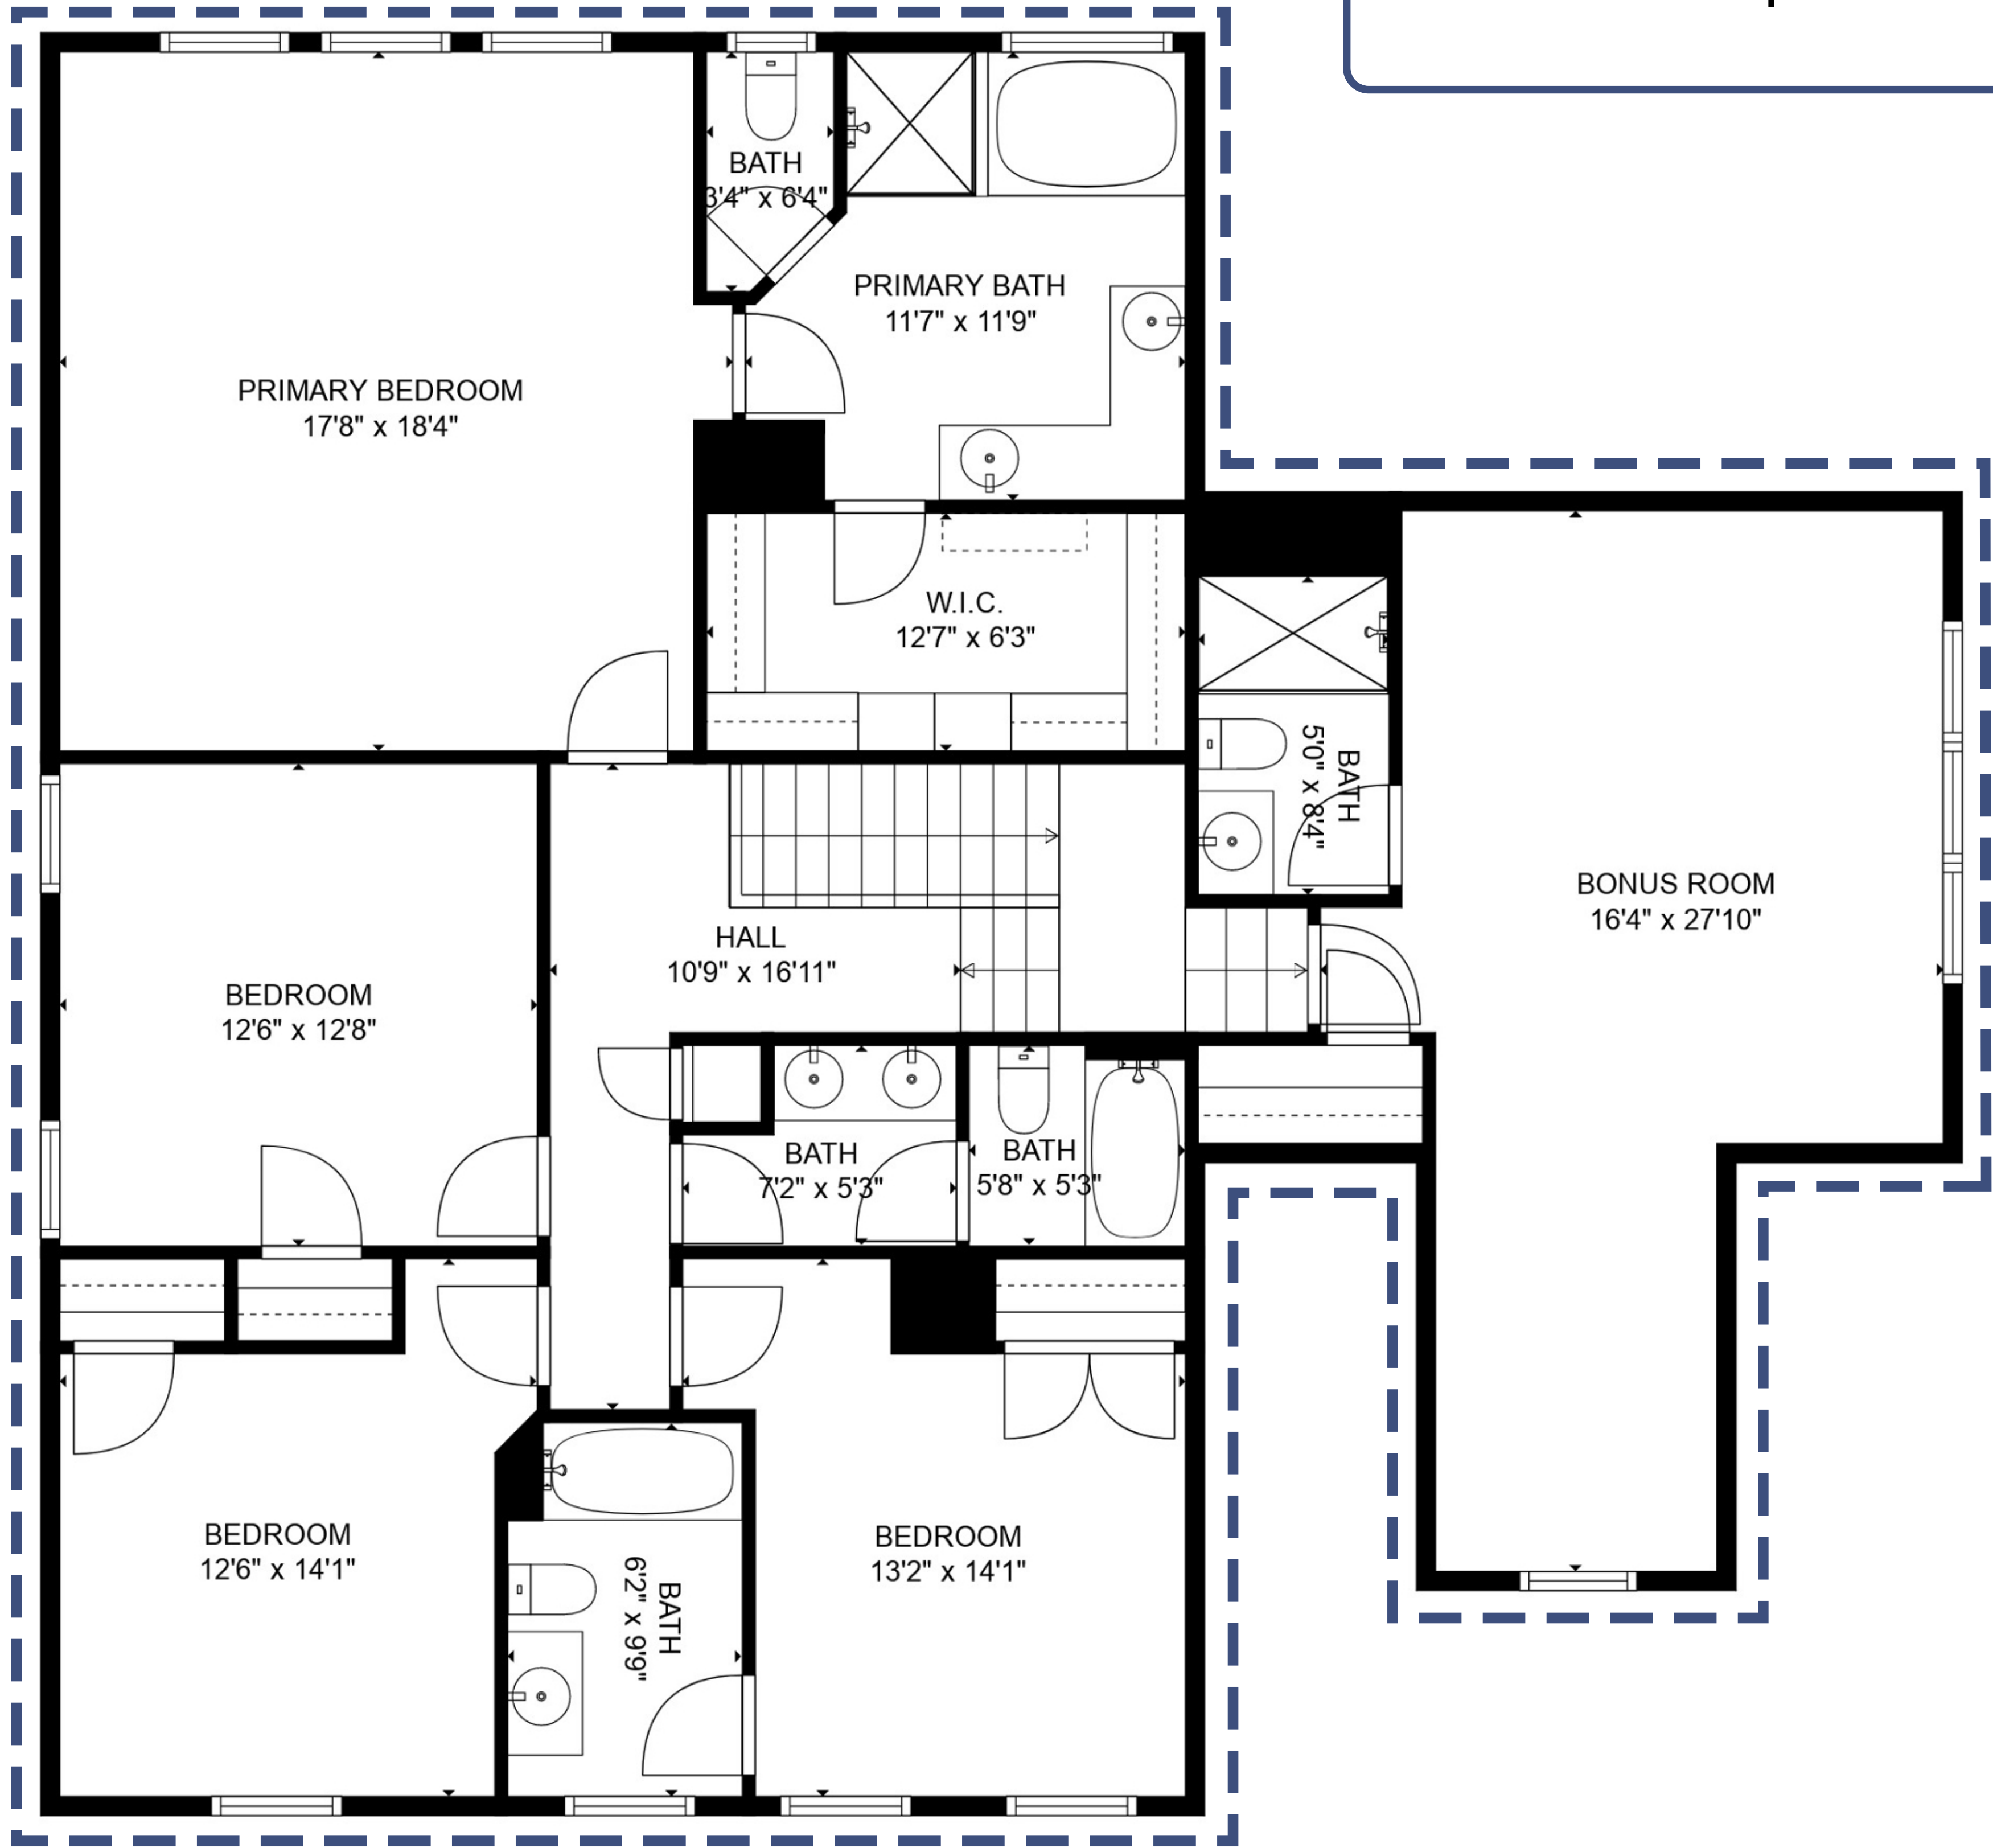 BATH
3'4" x 6'4"
PRIMARY BATH
11'7" x 11'9"
PRIMARY BEDROOM
17'8" x 18'4"
W.I.C.
12'7" x 6'3"
BATH
5'0" x 8'4"
BONUS ROOM
16'4" x 27'10"
HALL
10'9" x 16'11"
BEDROOM
12'6" x 12'8"
BATH
7'2" x 5'3"
BATH
5'8" x 5'3"
BEDROOM
12'6" x 14'1"
BATH
6'2" x 9'9"
BEDROOM
13'2" x 14'1"